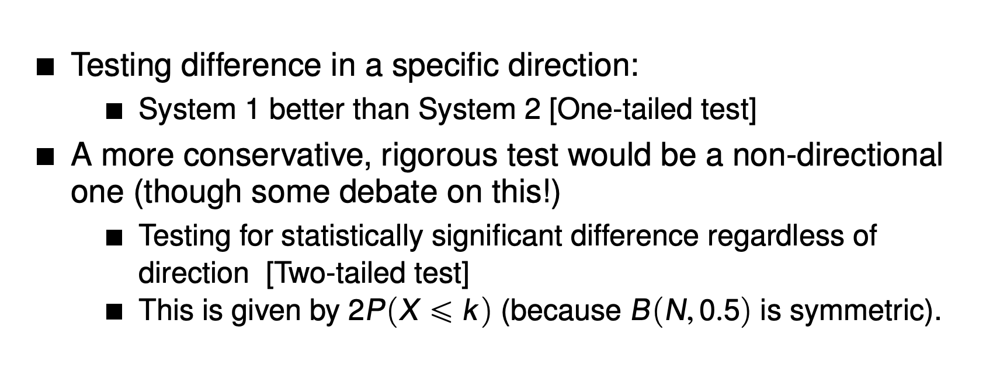 ■ Testing difference in a specific direction:
■ System 1 better than System 2 [One-tailed test]
■ A more conservative, rigorous test would be a non-directional
one (though some debate on this!)
■ Testing for statistically significant difference regardless of
direction [Two-tailed test]
■ This is given by 2P(X ⩽ k) (because B(N, 0.5) is symmetric).